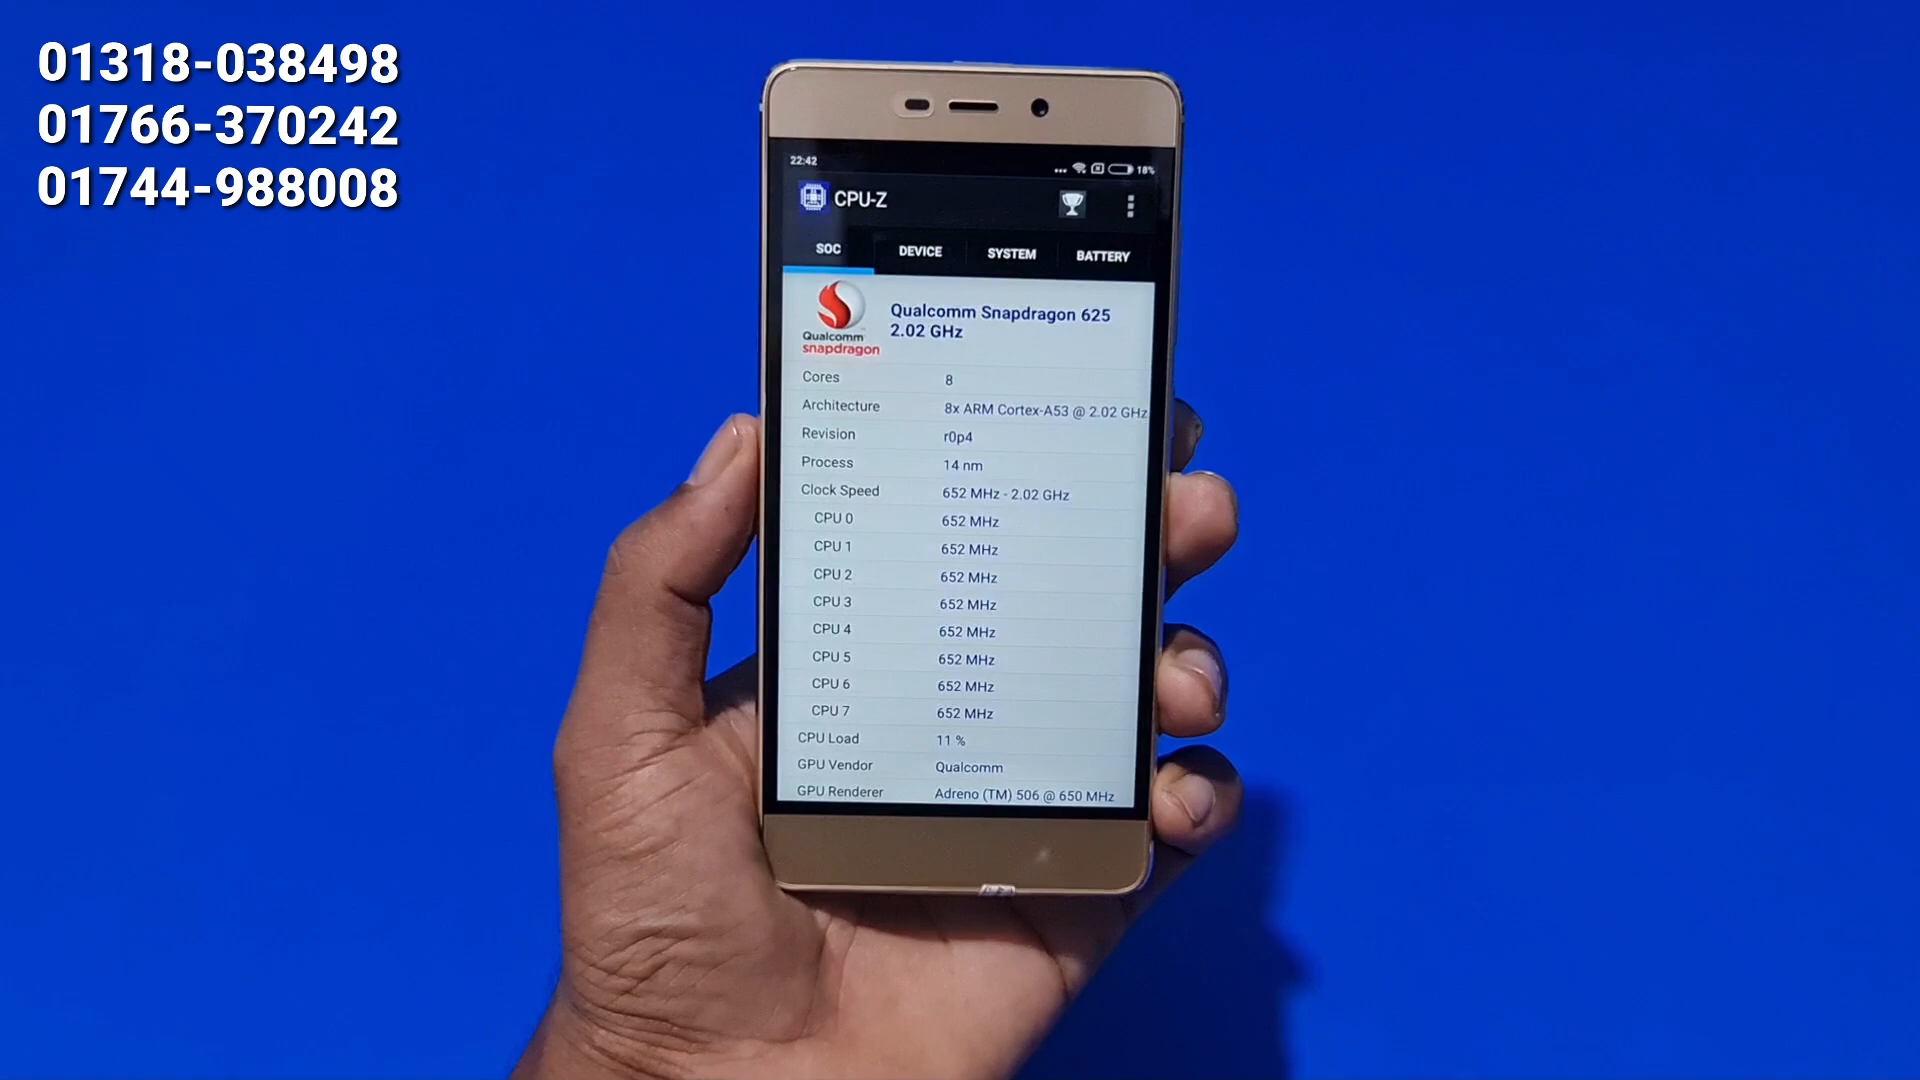 01318-038498
01766-370242
01744-988008
22:42
18%
CPU-Z
SOC DEVICE SYSTEM BATTERY
Qualcomm snapdragon
Qualcomm Snapdragon 625
2.02 GHz
Cores 8
Architecture 8x ARM Cortex-A53 @ 2.02 GHz
Revision r0p4
Process 14 nm
Clock Speed 652 MHz - 2.02 GHz
CPU 0 652 MHz
CPU 1 652 MHz
CPU 2 652 MHz
CPU 3 652 MHz
CPU 4 652 MHz
CPU 5 652 MHz
CPU 6 652 MHz
CPU 7 652 MHz
CPU Load 11 %
GPU Vendor Qualcomm
GPU Renderer Adreno (TM) 506 @ 650 MHz